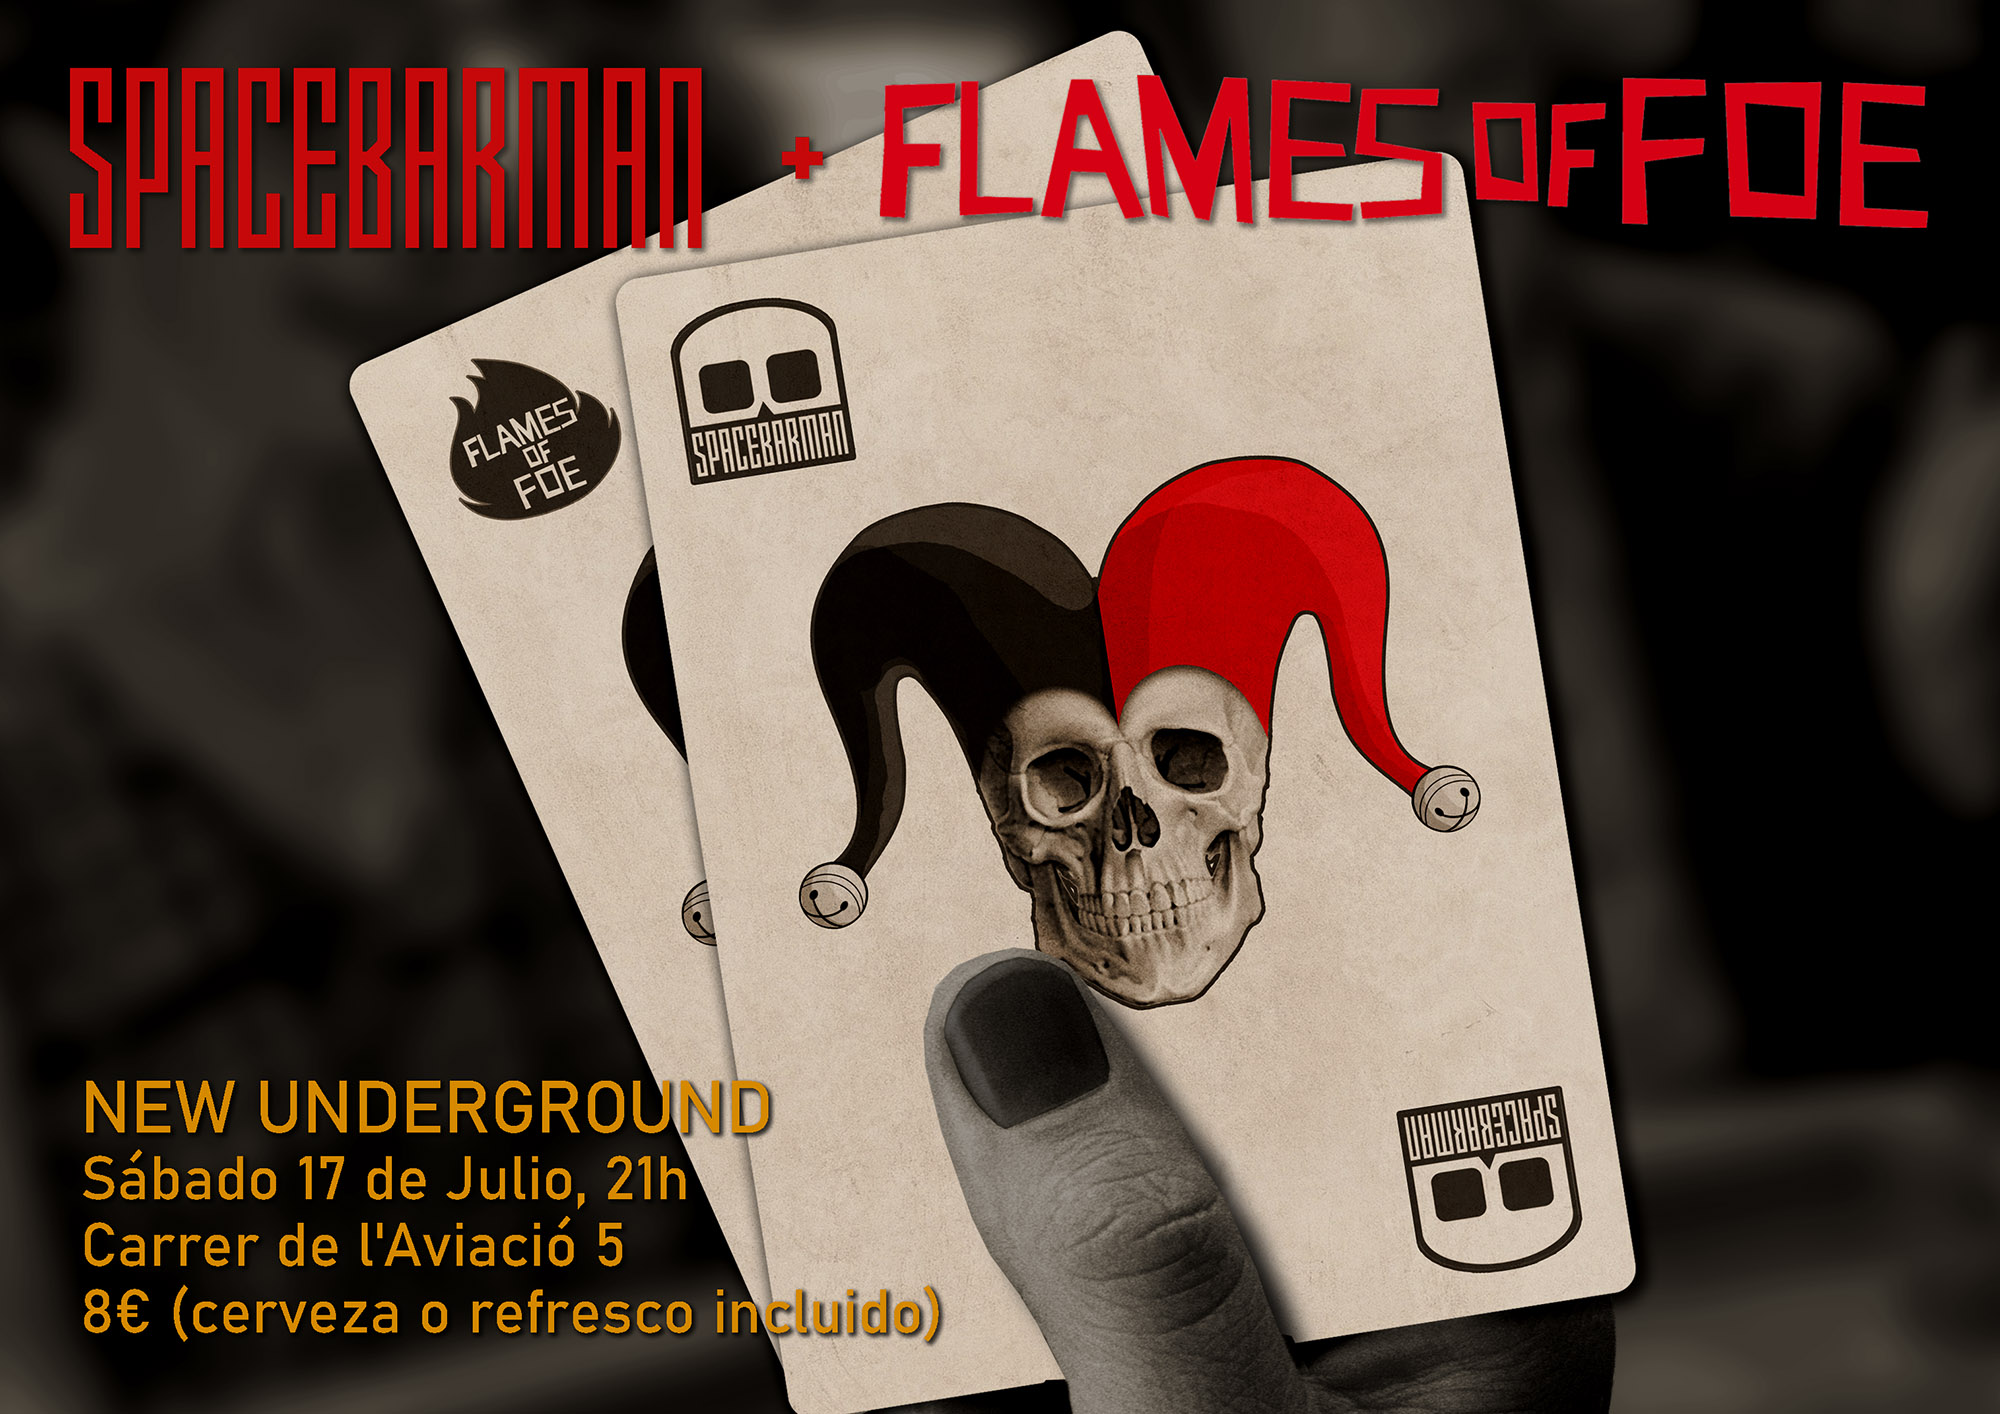 SPACEBARMAN + FLAMES OF FOE
FLAMES
OF
FOE
SPACEBARMAN
NEW UNDERGROUND
Sábado 17 de Julio, 21h
Carrer de l'Aviació 5
8€ (cerveza o refresco incluido)
SPACEBARMAN